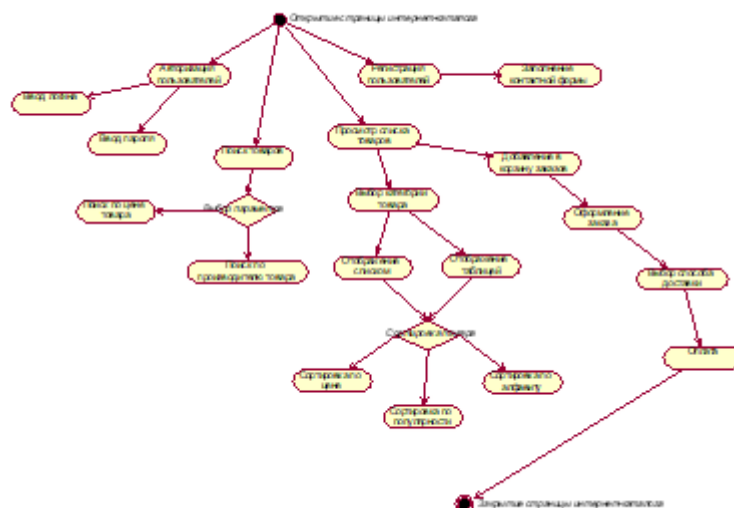 Открытие страницы интернет-магазина
Авторизация
пользователей
Регистрация
пользователей
Заполнение
контактной формы
Ввод логина
Ввод пароля
Поиск товаров
Просмотр списка
товаров
Добавление в
корзину заказов
Поиск по цене
товара
Выбор параметров
Выбор категории
товара
Оформление
заказа
Поиск по
производителю товара
Отображение
списком
Отображение
таблицей
Выбор способа
доставки
Сортировка товара
Оплата
Сортировка по
цене
Сортировка по
алфавиту
Сортировка по
популярности
Закрытие страницы интернет-магазина